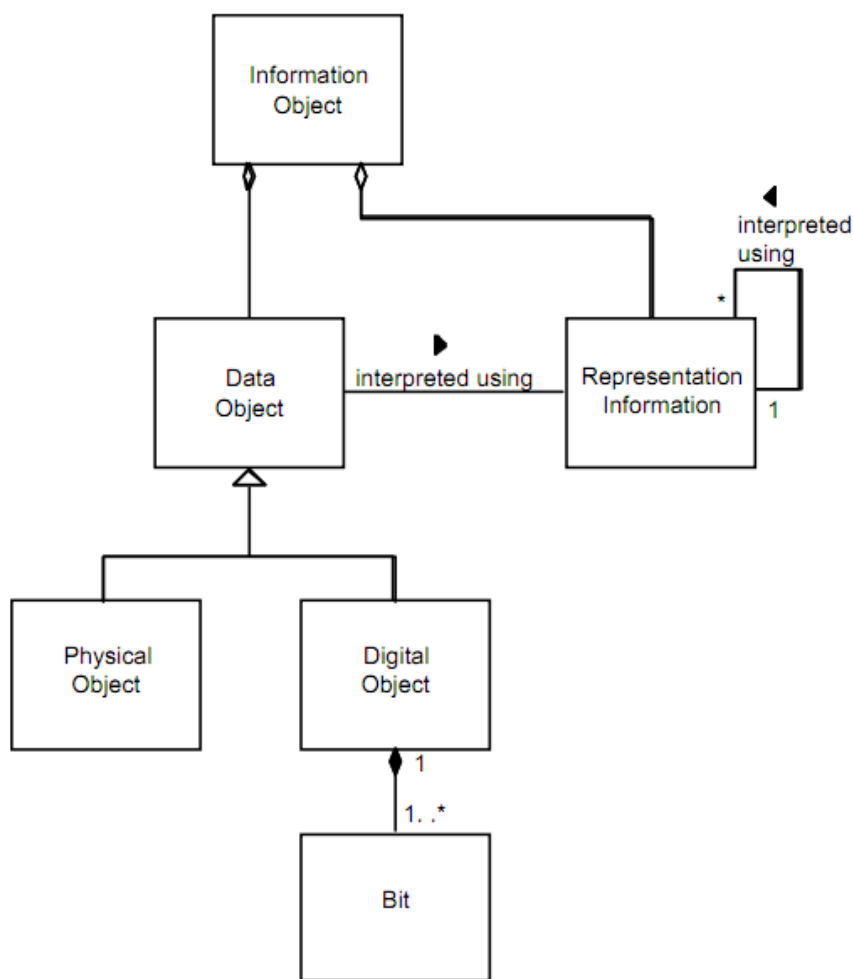 Information
Object
interpreted
using
*
1
Data
Object
interpreted using
Representation
Information
Physical
Object
Digital
Object
1
1. .*
Bit